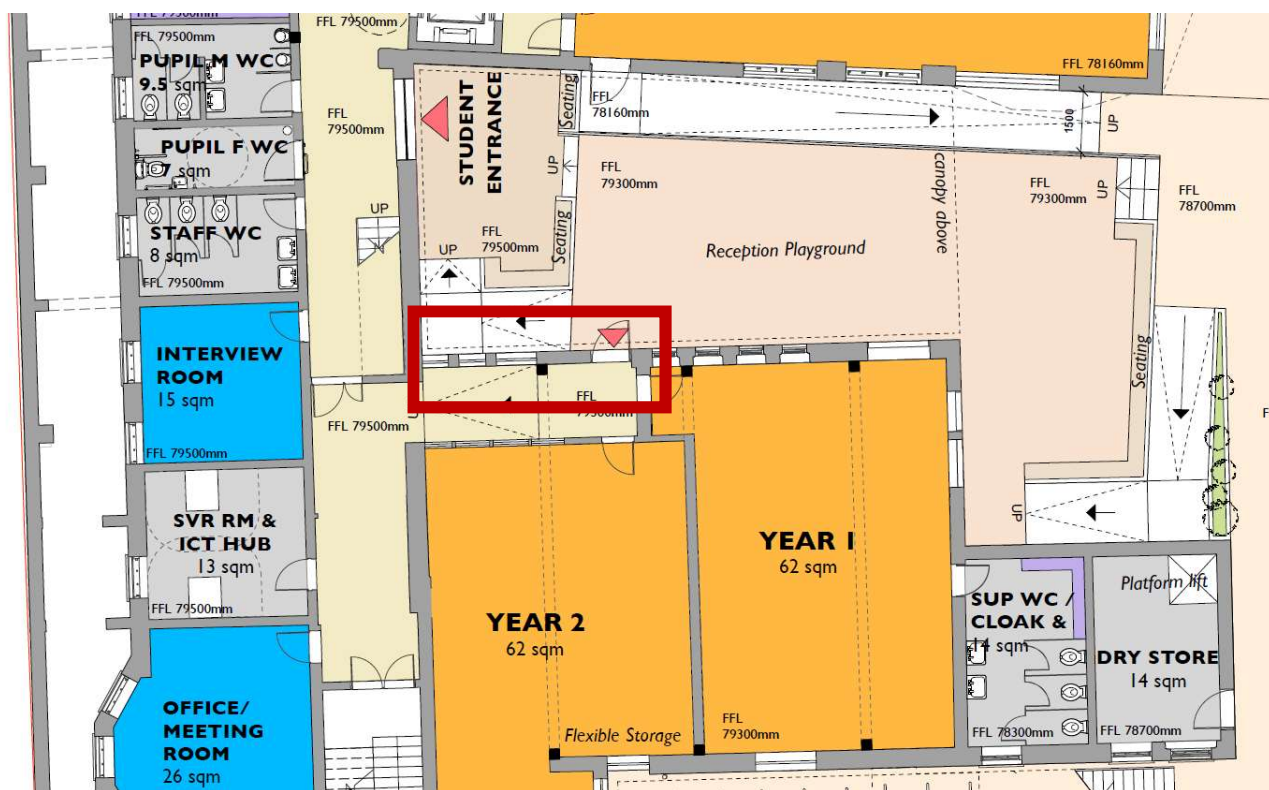 FFL 79500mm
FFL 79500mm
PUPIL M WC
9.5 sqm
FFL 78160mm
STUDENT
ENTRANCE
Seating
FFL
78160mm
1500
UP
FFL
79500mm
PUPIL F WC
7 sqm
UP
FFL
79300mm
canopy above
FFL
79300mm
UP
FFL
78700mm
UP
STAFF WC
8 sqm
FFL 79500mm
UP
FFL
79500mm
Seating
Reception Playground
INTERVIEW
ROOM
15 sqm
FFL 79500mm
FFL 79500mm
FFL
79300mm
Seating
UP
SVR RM &
ICT HUB
13 sqm
FFL 79500mm
YEAR 1
62 sqm
YEAR 2
62 sqm
Platform lift
SUP WC /
CLOAK &
14 sqm
DRY STORE
14 sqm
OFFICE/
MEETING
ROOM
26 sqm
Flexible Storage
FFL
79300mm
FFL 78300mm
FFL 78700mm